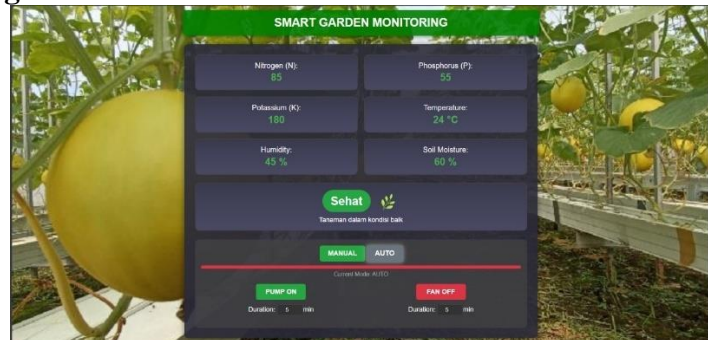 SMART GARDEN MONITORING
Nitrogen (N):
85
Phosphorus (P):
55
Potassium (K):
180
Temperature:
24 °C
Humidity:
45 %
Soil Moisture:
60 %
Sehat
Tanaman dalam kondisi baik
MANUAL AUTO
Current Mode: AUTO
PUMP ON
Duration: 5 min
FAN OFF
Duration: 5 min